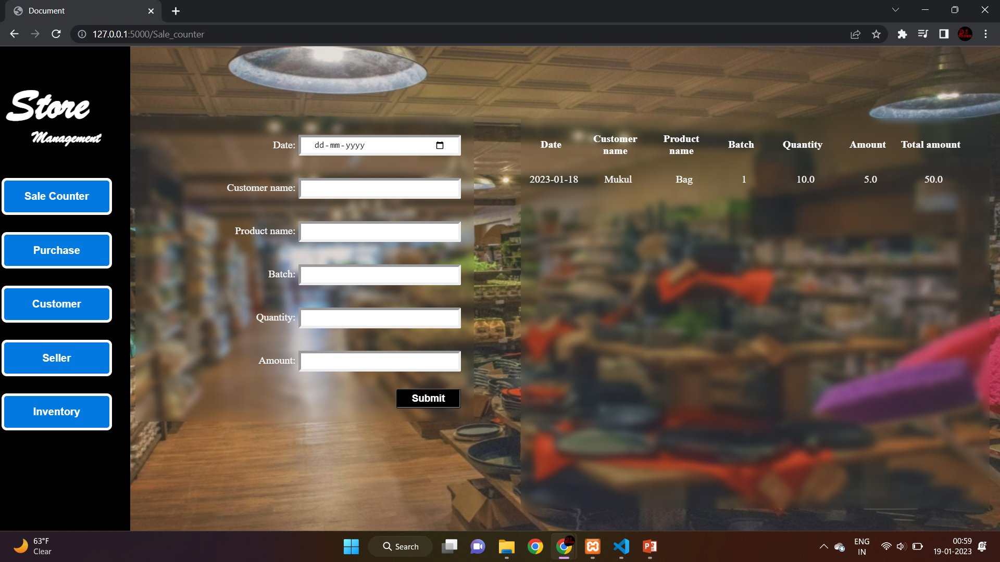 Document
127.0.0.1:5000/Sale_counter
Store
Management
Sale Counter
Purchase
Customer
Seller
Inventory
Date: dd-mm-yyyy
Customer name:
Product name:
Batch:
Quantity:
Amount:
Submit
Date Customer name Product name Batch Quantity Amount Total amount
2023-01-18 Mukul Bag 1 10.0 5.0 50.0
63°F
Clear
Search
ENG
IN
00:59
19-01-2023